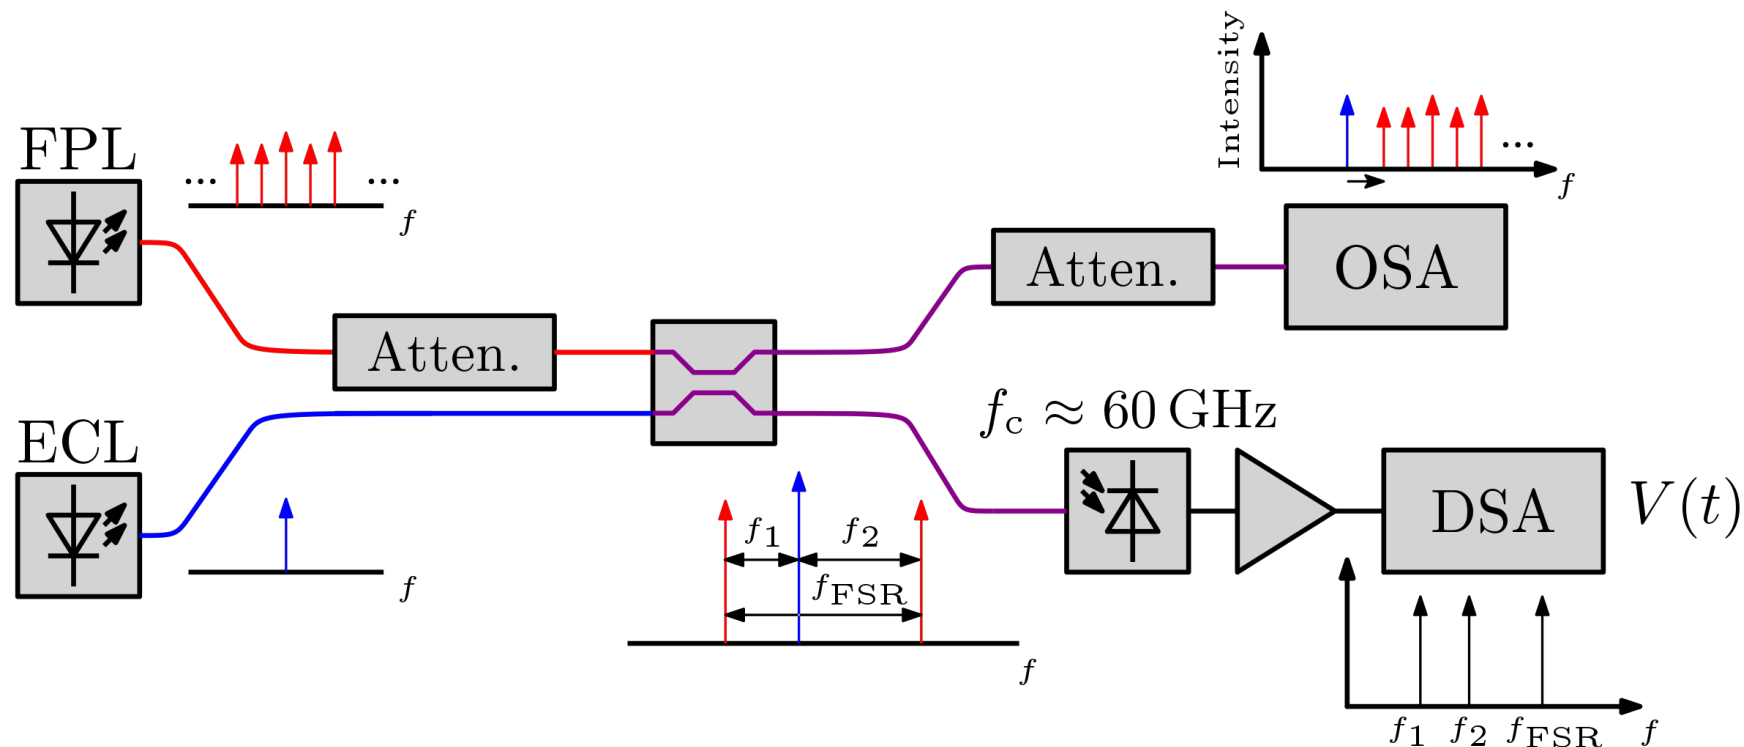 Intensity
f
FPL
... ...
f
...
Atten.
OSA
Atten.
ECL
f
f_c ≈ 60 GHz
f_1 f_2
f_FSR
f
DSA
V(t)
f_1 f_2 f_FSR f